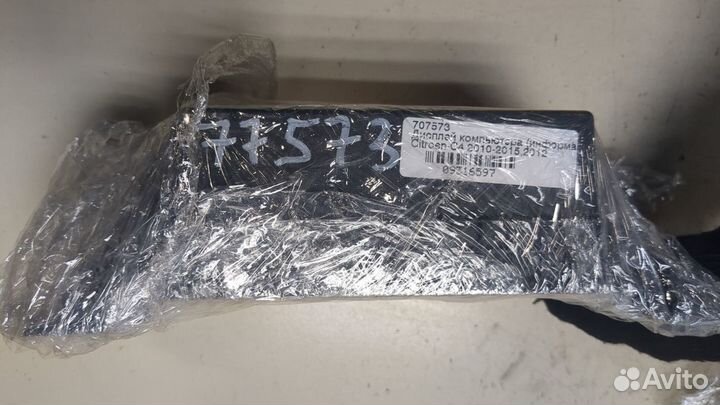 77573
707573
Дисплей компьютера (информа
Citroen C4 2010-2015 2012
09316597
Avito